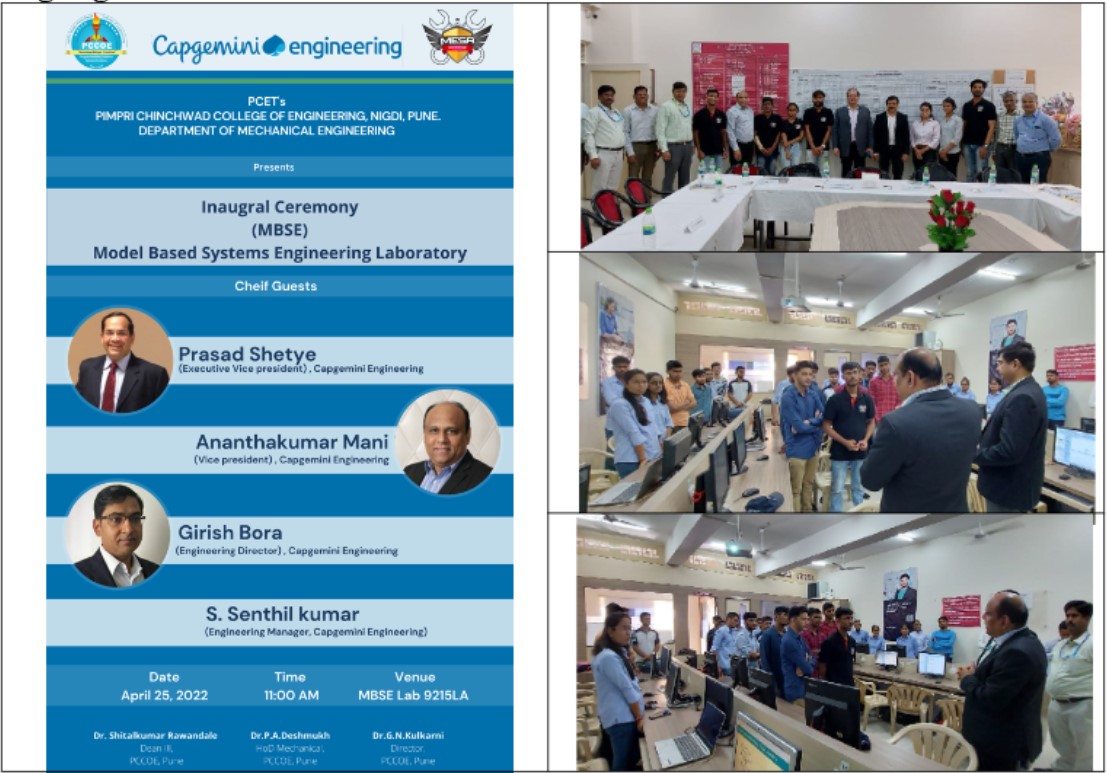 PCCOE
Capgemini engineering
MESA
PCET's
PIMPRI CHINCHWAD COLLEGE OF ENGINEERING, NIGDI, PUNE.
DEPARTMENT OF MECHANICAL ENGINEERING
Presents
Inaugral Ceremony
(MBSE)
Model Based Systems Engineering Laboratory
Cheif Guests
Prasad Shetye
(Executive Vice president) , Capgemini Engineering
Ananthakumar Mani
(Vice president) , Capgemini Engineering
Girish Bora
(Engineering Director) , Capgemini Engineering
S. Senthil kumar
(Engineering Manager, Capgemini Engineering)
Date Time Venue
April 25, 2022 11:00 AM MBSE Lab 9215LA
Dr. Shitalkumar Rawandale Dr.P.A.Deshmukh Dr.G.N.Kulkarni
Dean III, HoD Mechanical, Director,
PCCOE, Pune PCCOE, Pune PCCOE, Pune